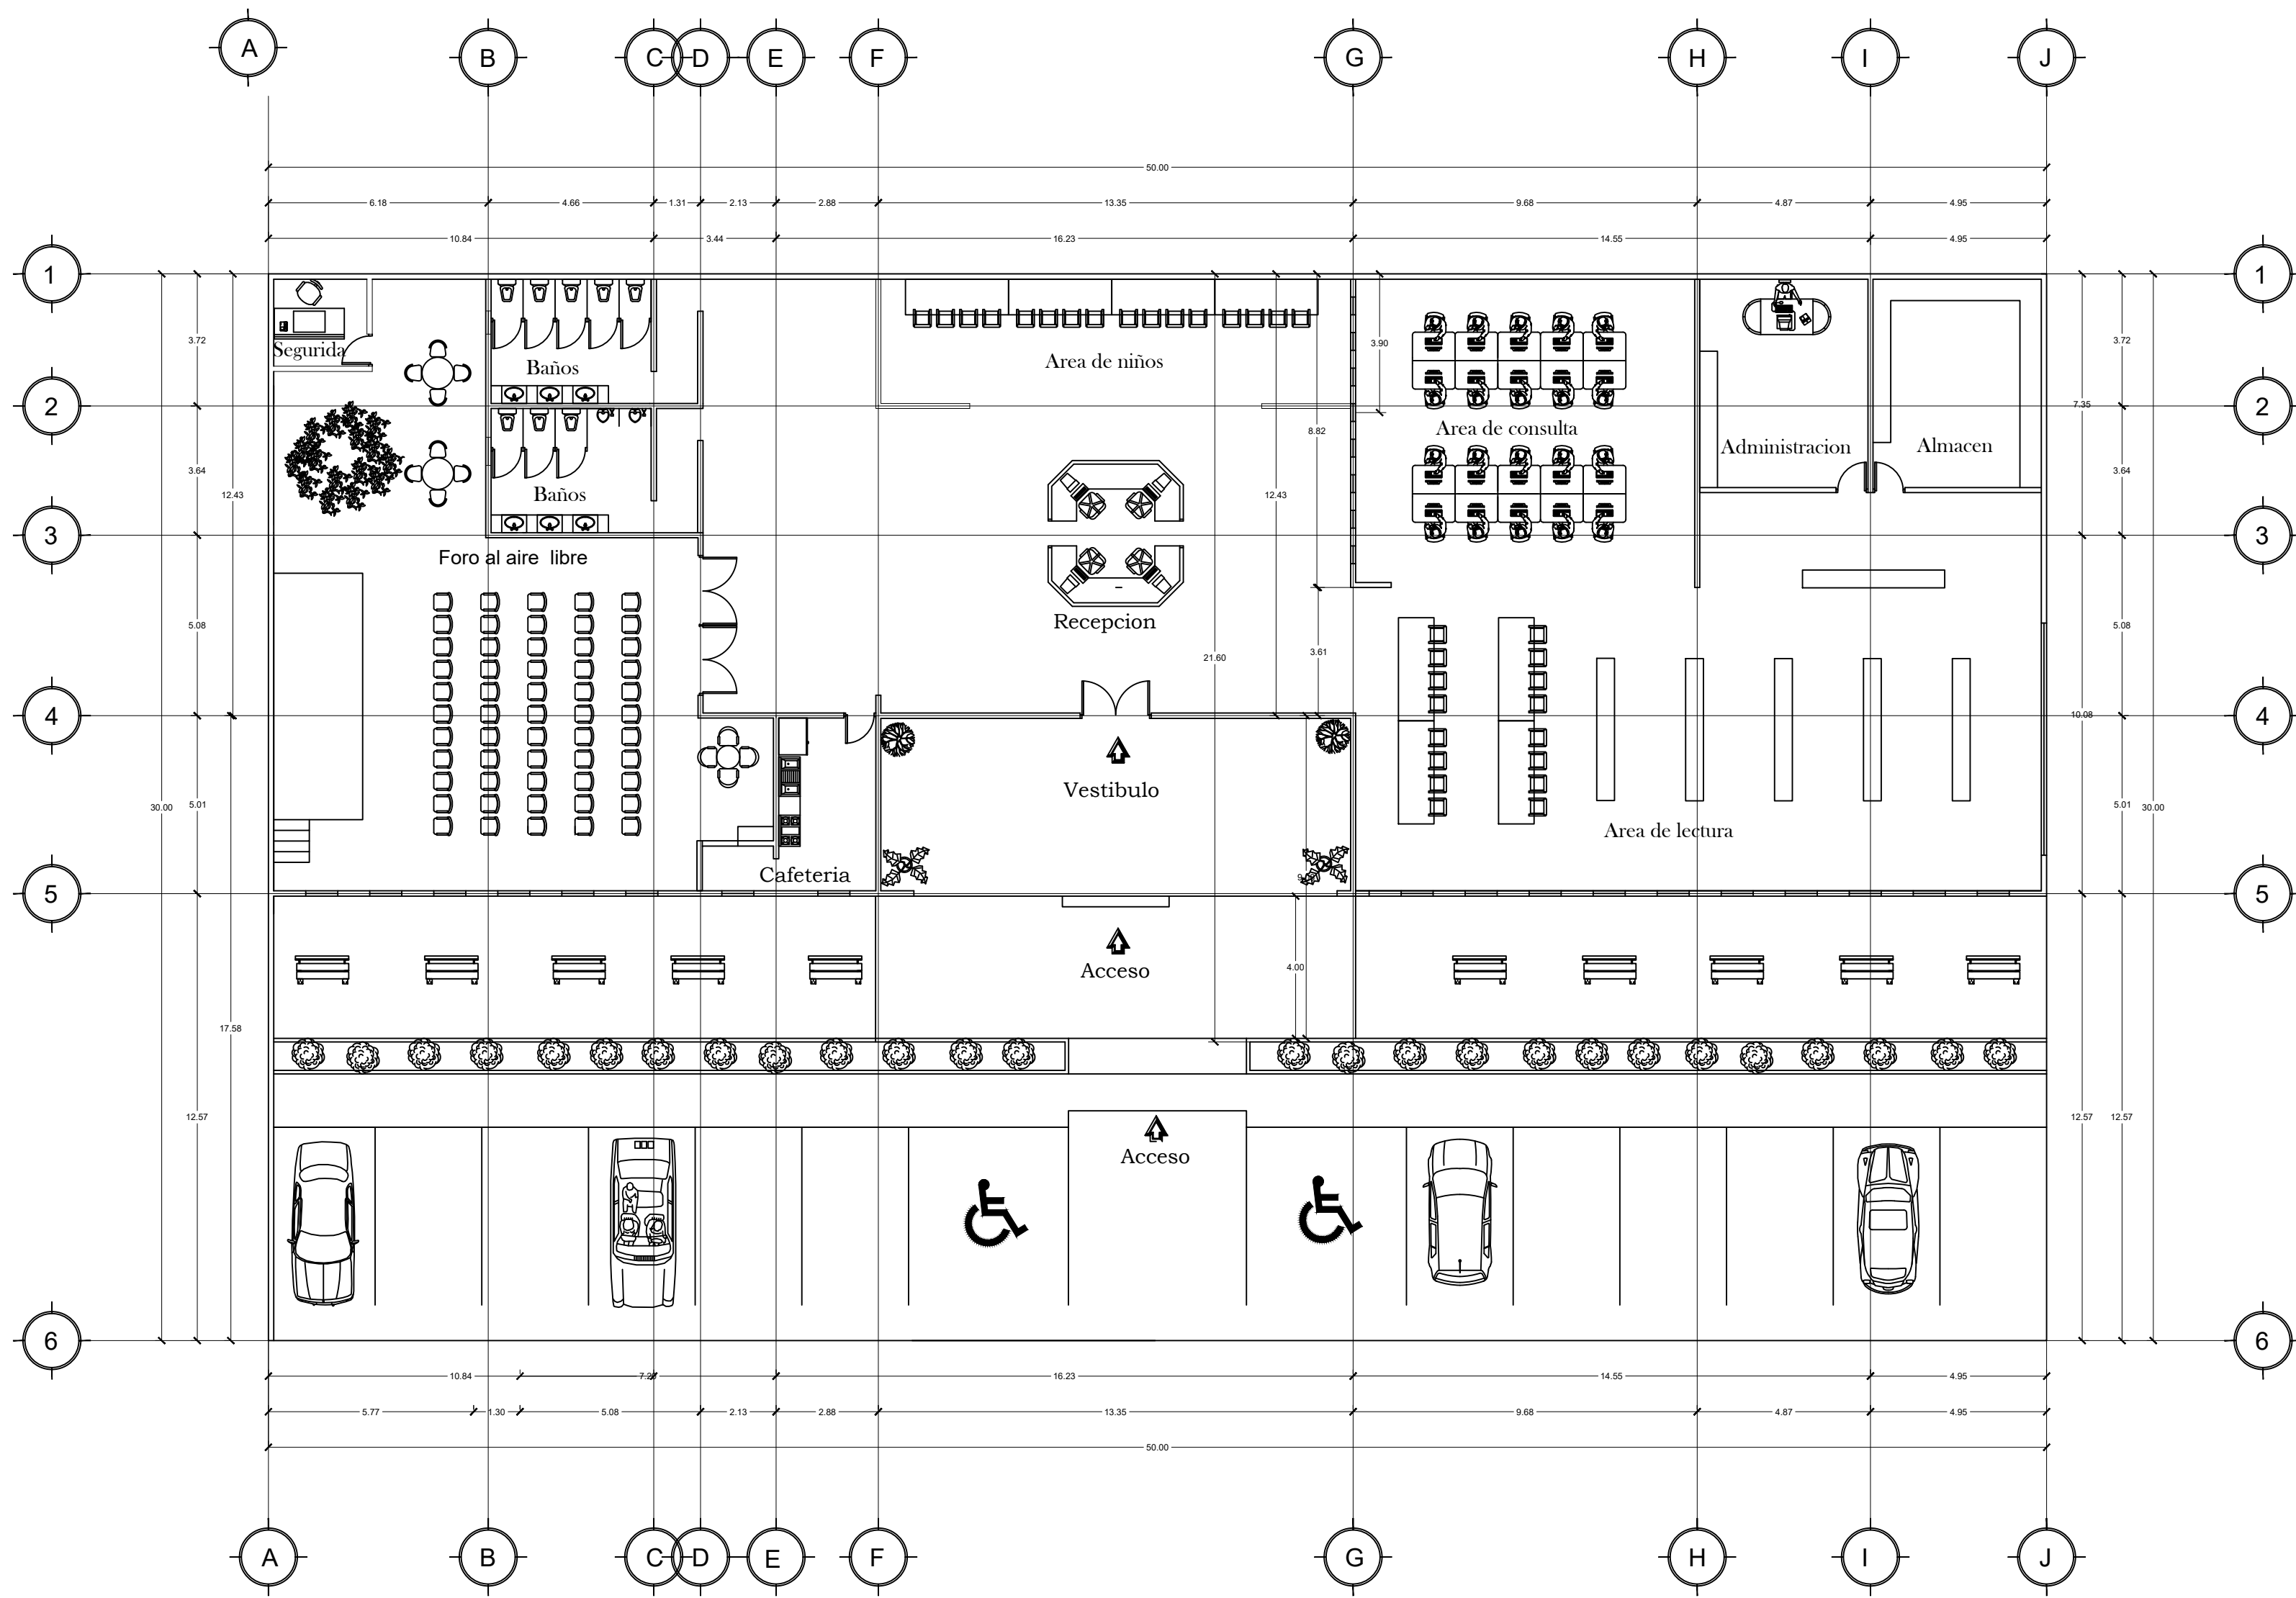 A B C D E F G H I J
50.00
6.18 4.66 1.31 2.13 2.88 13.35 9.68 4.87 4.95
10.84 3.44 16.23 14.55 4.95
1 1
3.72 3.90 3.72
Segurida
Baños
Area de niños
2 2
7.35
Area de consulta
8.82
Administracion
Almacen
3.64 3.64
12.43 12.43
Baños
3 3
Foro al aire libre
5.08 5.08
Recepcion
3.61
21.60
4 4
10.08
Vestibulo
30.00 5.01 5.01 30.00
Area de lectura
Cafeteria
5 5
4.00
Acceso
17.58
12.57 12.57 12.57
Acceso
6 6
10.84 16.23 14.55 4.95
5.77 1.30 5.08 2.13 2.88 13.35 9.68 4.87 4.95
50.00
A B C D E F G H I J